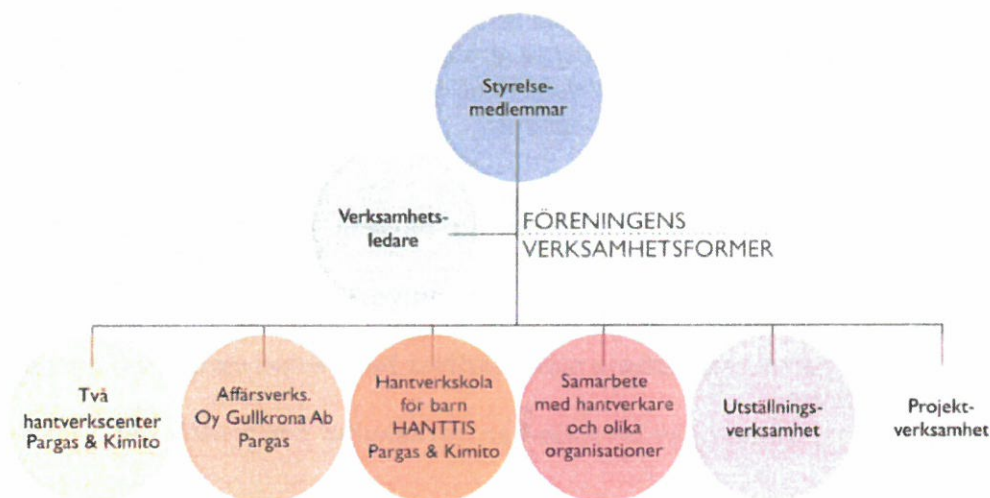 Styrelse-
medlemmar
Verksamhets-
ledare
FÖRENINGENS
VERKSAMHETSFORMER
Två
hantverkscenter
Pargas & Kimito
Affärsverks.
Oy Gullkrona Ab
Pargas
Hantverkskola
för barn
HANTTIS
Pargas & Kimito
Samarbete
med hantverkare
och olika
organisationer
Utställnings-
verksamhet
Projekt-
verksamhet